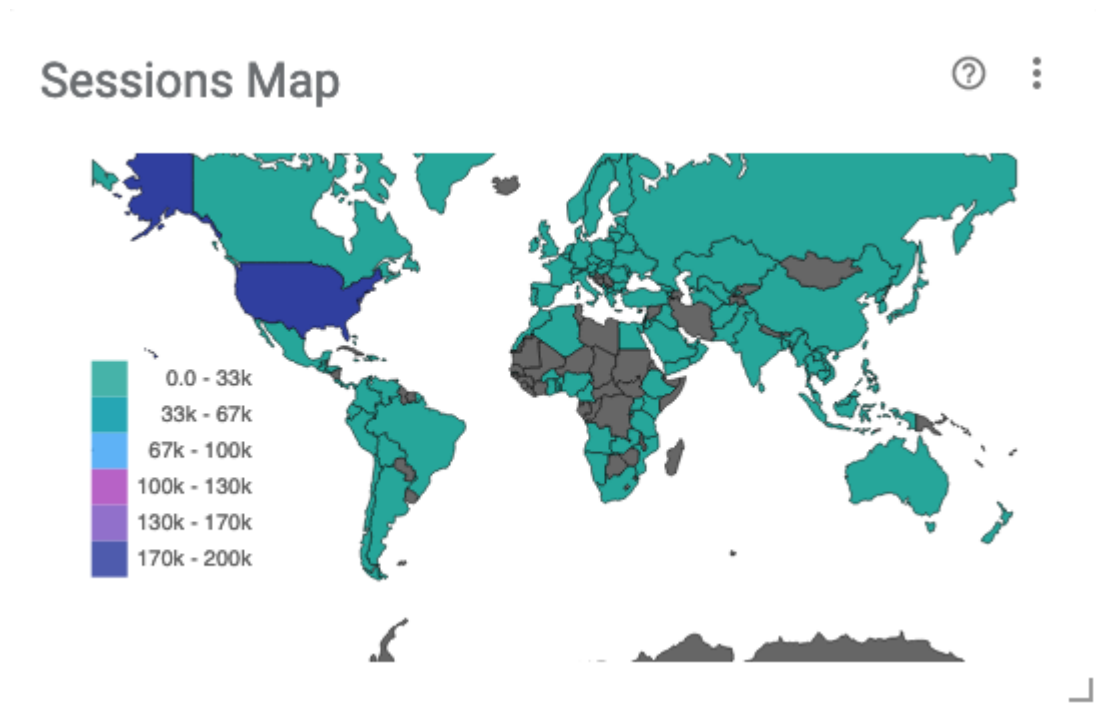 Sessions Map
0.0 - 33k
33k - 67k
67k - 100k
100k - 130k
130k - 170k
170k - 200k